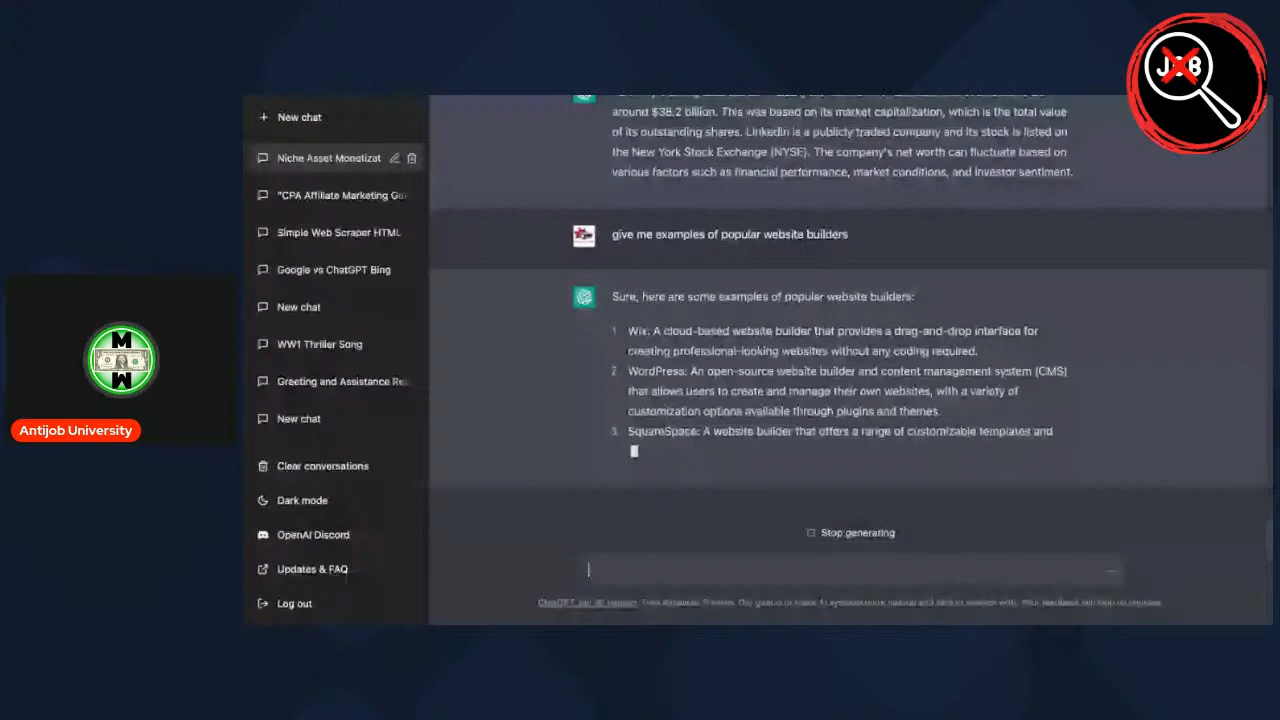 JOB
New chat
Niche Asset Monetizat
"CPA Affiliate Marketing Gu
Simple Web Scraper HTML
Google vs ChatGPT Bing
New chat
WW1 Thriller Song
Greeting and Assistance Re
New chat
Clear conversations
Dark mode
OpenAI Discord
Updates & FAQ
Log out
M
M
Antijob University
around $38.2 billion. This was based on its market capitalization, which is the total value
of its outstanding shares. LinkedIn is a publicly traded company and its stock is listed on
the New York Stock Exchange (NYSE). The company's net worth can fluctuate based on
various factors such as financial performance, market conditions, and investor sentiment.
give me examples of popular website builders
Sure, here are some examples of popular website builders:
1. Wix: A cloud-based website builder that provides a drag-and-drop interface for
creating professional-looking websites without any coding required.
2. WordPress: An open-source website builder and content management system (CMS)
that allows users to create and manage their own websites, with a variety of
customization options available through plugins and themes.
3. SquareSpace: A website builder that offers a range of customizable templates and
Stop generating